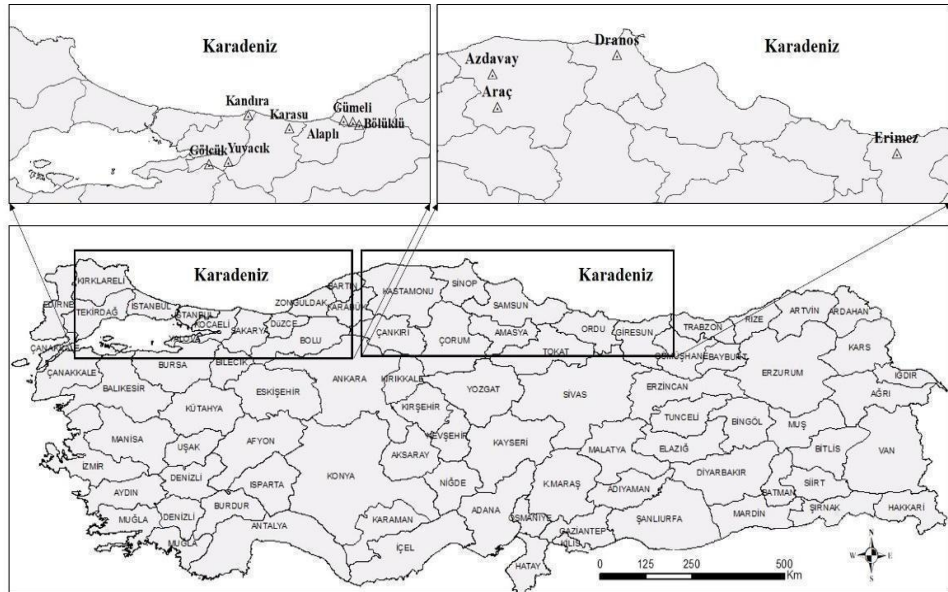 Karadeniz
Kandıra
Karasu
Gümeli
Alaplı
Bölüklü
Gölcük
Yuvacık
Karadeniz
Dranos
Azdavay
Araç
Erimez
Karadeniz
Karadeniz
KIRKLARELİ
EDİRNE
TEKİRDAĞ
İSTANBUL
İSTANBUL
KOCAELİ
YALOVA
SAKARYA
DÜZCE
ZONGULDAK
BARTIN
KARABÜK
BOLU
BİLECİK
KASTAMONU
SİNOP
SAMSUN
ÇANKIRI
ÇORUM
AMASYA
TOKAT
ORDU
GİRESUN
TRABZON
RİZE
ARTVİN
ARDAHAN
KARS
GÜMÜŞHANE
BAYBURT
ERZURUM
IĞDIR
AĞRI
ÇANAKKALE
ÇANAKKALE
BURSA
BALIKESİR
ESKİŞEHİR
ANKARA
KIRIKKALE
YOZGAT
SİVAS
ERZİNCAN
TUNCELİ
BİNGÖL
MUŞ
KÜTAHYA
KIRŞEHİR
NEVŞEHİR
KAYSERİ
MANİSA
UŞAK
AFYON
AKSARAY
MALATYA
ELAZIĞ
BİTLİS
VAN
İZMİR
DENİZLİ
ISPARTA
KONYA
NİĞDE
K.MARAŞ
ADIYAMAN
DİYARBAKIR
BATMAN
SİİRT
AYDIN
BURDUR
ADANA
ŞANLIURFA
MARDİN
ŞIRNAK
HAKKARİ
MUĞLA
DENİZLİ
ANTALYA
KARAMAN
OSMANİYE
GAZİANTEP
KİLİS
MUĞLA
İÇEL
HATAY
N
W E
S
0 125 250 500
Km